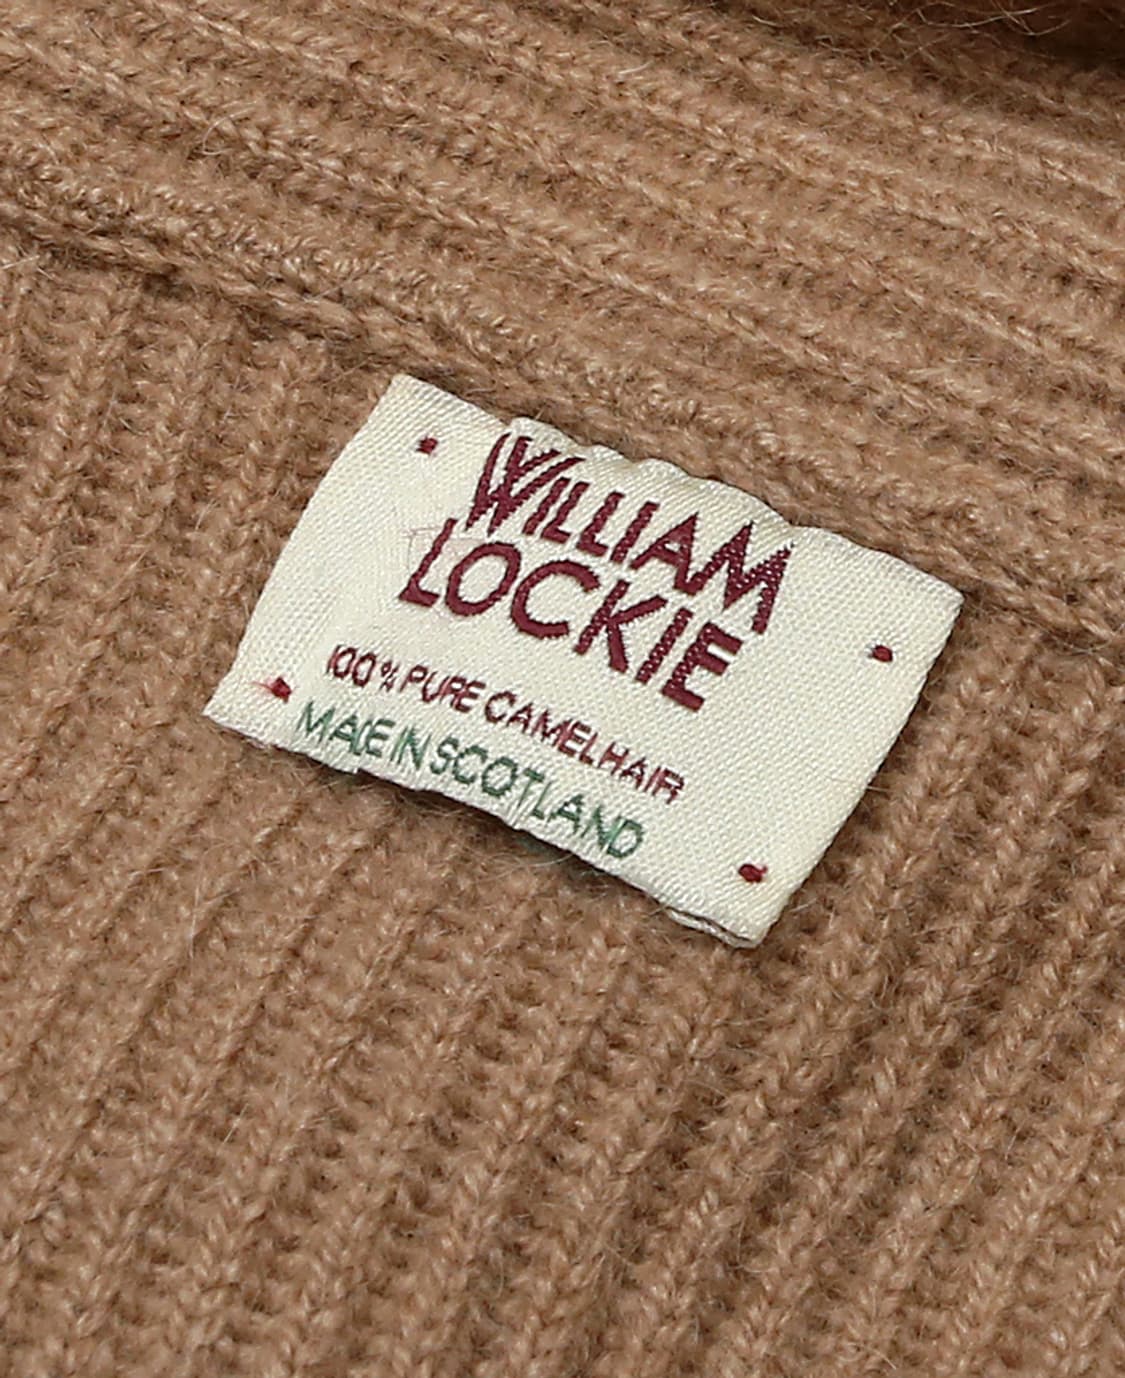 WILLIAM
LOCKIE
100% PURE CAMELHAIR
MADE IN SCOTLAND